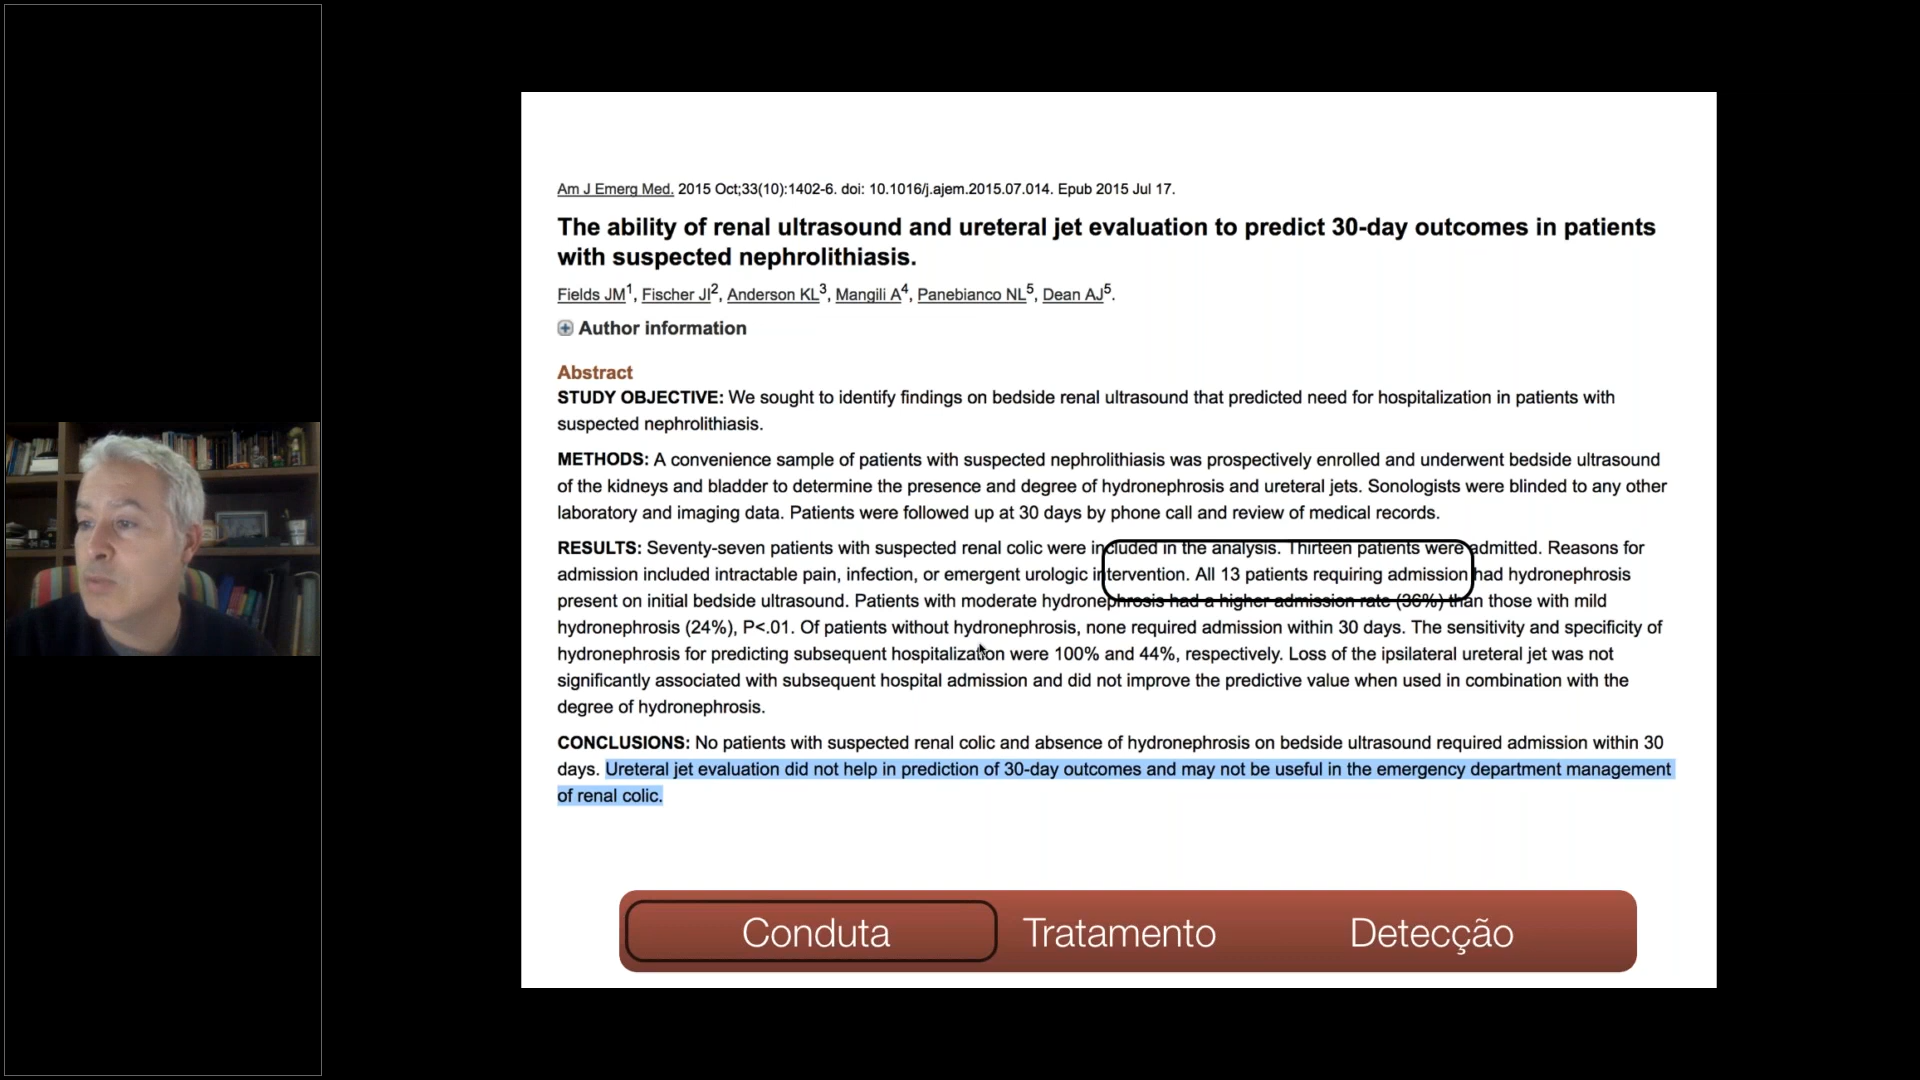 Am J Emerg Med. 2015 Oct;33(10):1402-6. doi: 10.1016/j.ajem.2015.07.014. Epub 2015 Jul 17.
The ability of renal ultrasound and ureteral jet evaluation to predict 30-day outcomes in patients
with suspected nephrolithiasis.
Fields JM1, Fischer JI2, Anderson KL3, Mangili A4, Panebianco NL5, Dean AJ5.
Author information
Abstract
STUDY OBJECTIVE: We sought to identify findings on bedside renal ultrasound that predicted need for hospitalization in patients with
suspected nephrolithiasis.
METHODS: A convenience sample of patients with suspected nephrolithiasis was prospectively enrolled and underwent bedside ultrasound
of the kidneys and bladder to determine the presence and degree of hydronephrosis and ureteral jets. Sonologists were blinded to any other
laboratory and imaging data. Patients were followed up at 30 days by phone call and review of medical records.
RESULTS: Seventy-seven patients with suspected renal colic were included in the analysis. Thirteen patients were admitted. Reasons for
admission included intractable pain, infection, or emergent urologic intervention. All 13 patients requiring admission had hydronephrosis
present on initial bedside ultrasound. Patients with moderate hydronephrosis had a higher admission rate (36%) than those with mild
hydronephrosis (24%), P<.01. Of patients without hydronephrosis, none required admission within 30 days. The sensitivity and specificity of
hydronephrosis for predicting subsequent hospitalization were 100% and 44%, respectively. Loss of the ipsilateral ureteral jet was not
significantly associated with subsequent hospital admission and did not improve the predictive value when used in combination with the
degree of hydronephrosis.
CONCLUSIONS: No patients with suspected renal colic and absence of hydronephrosis on bedside ultrasound required admission within 30
days. Ureteral jet evaluation did not help in prediction of 30-day outcomes and may not be useful in the emergency department management
of renal colic.
Conduta Tratamento Detecção